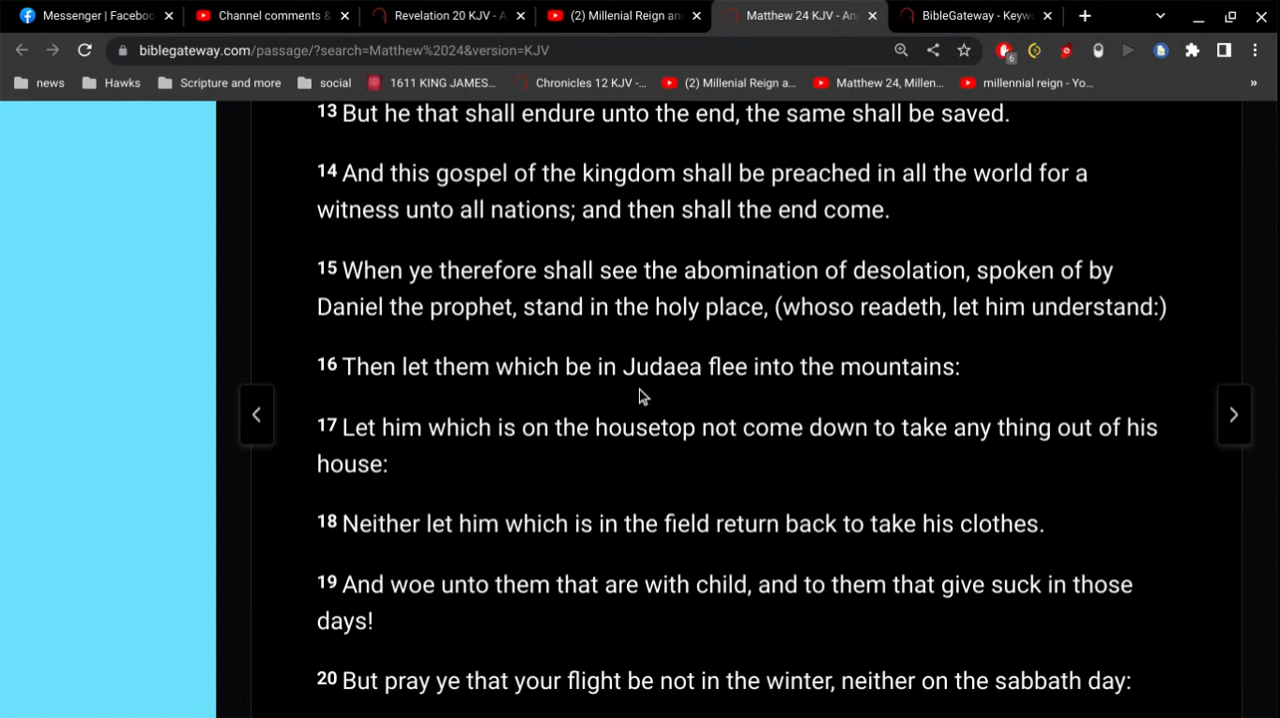 Messenger | Faceboo
Channel comments &
Revelation 20 KJV - A
(2) Millenial Reign an
Matthew 24 KJV - An
BibleGateway - Keyw
biblegateway.com/passage/?search=Matthew%2024&version=KJV
6
news
Hawks
Scripture and more
social
1611 KING JAMES...
Chronicles 12 KJV -...
(2) Millenial Reign a...
Matthew 24, Millen...
millennial reign - Yo...
»
13 But he that shall endure unto the end, the same shall be saved.
14 And this gospel of the kingdom shall be preached in all the world for a
witness unto all nations; and then shall the end come.
15 When ye therefore shall see the abomination of desolation, spoken of by
Daniel the prophet, stand in the holy place, (whoso readeth, let him understand:)
16 Then let them which be in Judaea flee into the mountains:
17 Let him which is on the housetop not come down to take any thing out of his
house:
18 Neither let him which is in the field return back to take his clothes.
19 And woe unto them that are with child, and to them that give suck in those
days!
20 But pray ye that your flight be not in the winter, neither on the sabbath day: